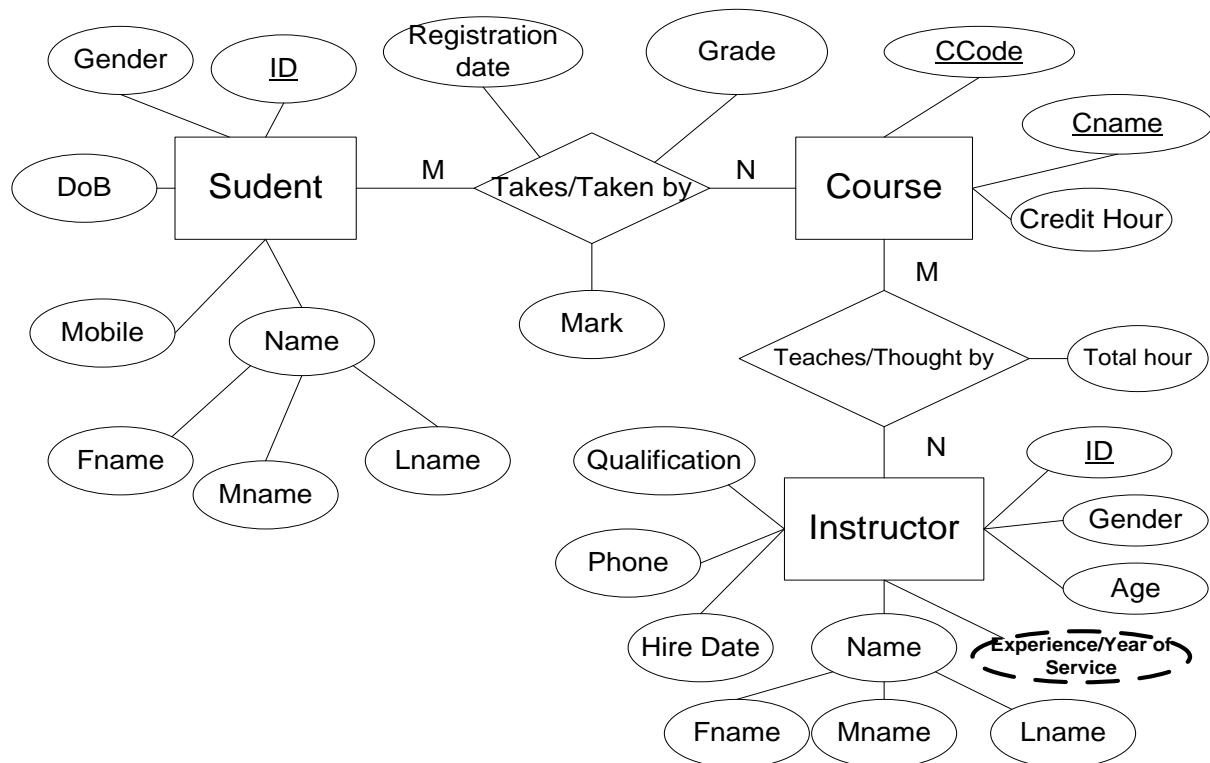 Gender
ID
Registration
date
Grade
CCode
Cname
DoB
Sudent
M
Takes/Taken by
N
Course
Credit Hour
Mobile
Name
Mark
M
Teaches/Thought by
Total hour
Fname
Mname
Lname
Qualification
N
ID
Instructor
Gender
Phone
Age
Hire Date
Name
Experience/Year of
Service
Fname
Mname
Lname